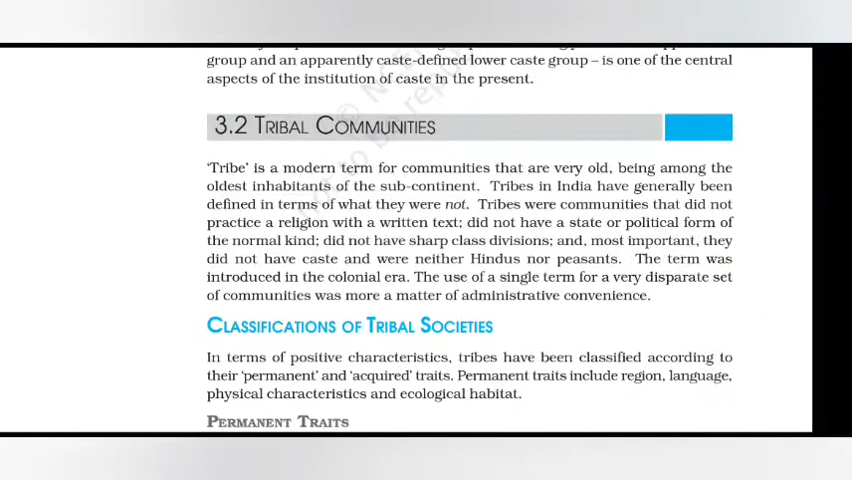 group and an apparently caste-defined lower caste group – is one of the central
aspects of the institution of caste in the present.
3.2 TRIBAL COMMUNITIES
'Tribe' is a modern term for communities that are very old, being among the
oldest inhabitants of the sub-continent. Tribes in India have generally been
defined in terms of what they were not. Tribes were communities that did not
practice a religion with a written text; did not have a state or political form of
the normal kind; did not have sharp class divisions; and, most important, they
did not have caste and were neither Hindus nor peasants. The term was
introduced in the colonial era. The use of a single term for a very disparate set
of communities was more a matter of administrative convenience.
CLASSIFICATIONS OF TRIBAL SOCIETIES
In terms of positive characteristics, tribes have been classified according to
their 'permanent' and 'acquired' traits. Permanent traits include region, language,
physical characteristics and ecological habitat.
PERMANENT TRAITS